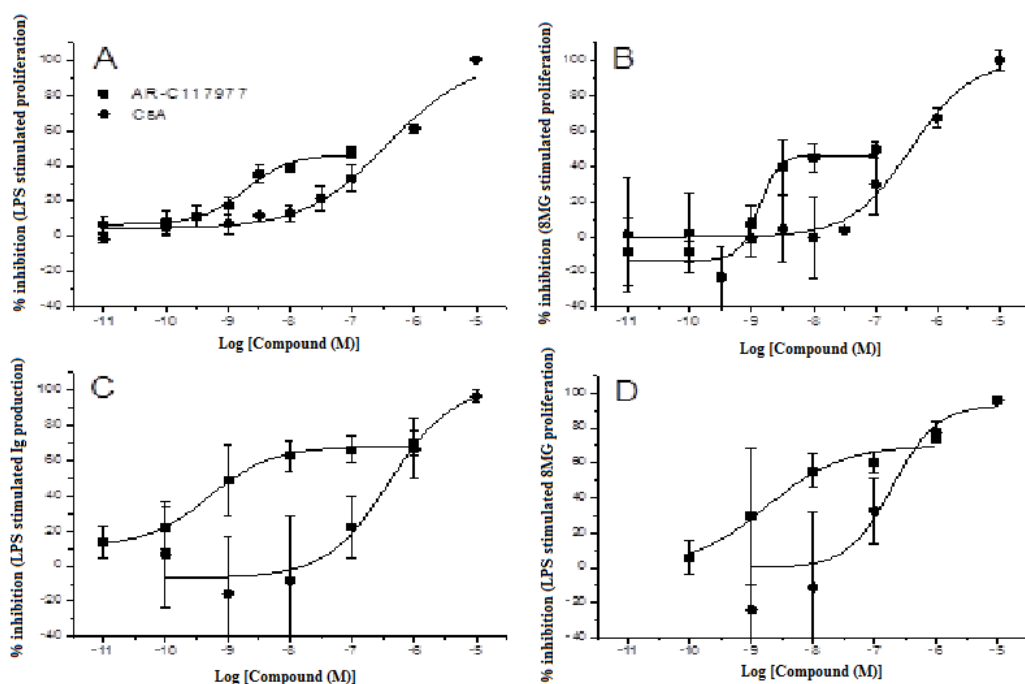 A
AR-C117977
CsA
% inhibition (LPS stimulated proliferation)
100
80
60
40
20
0
-20
-40
-11 -10 -9 -8 -7 -6 -5
Log [Compound (M)]
B
% inhibition (8MG stimulated proliferation)
100
80
60
40
20
0
-20
-40
-11 -10 -9 -8 -7 -6 -5
Log [Compound (M)]
C
% inhibition (LPS stimulated Ig production)
100
80
60
40
20
0
-20
-40
-11 -10 -9 -8 -7 -6 -5
Log [Compound (M)]
D
% inhibition (LPS stimulated 8MG proliferation)
100
80
60
40
20
0
-20
-40
-11 -10 -9 -8 -7 -6 -5
Log [Compound (M)]